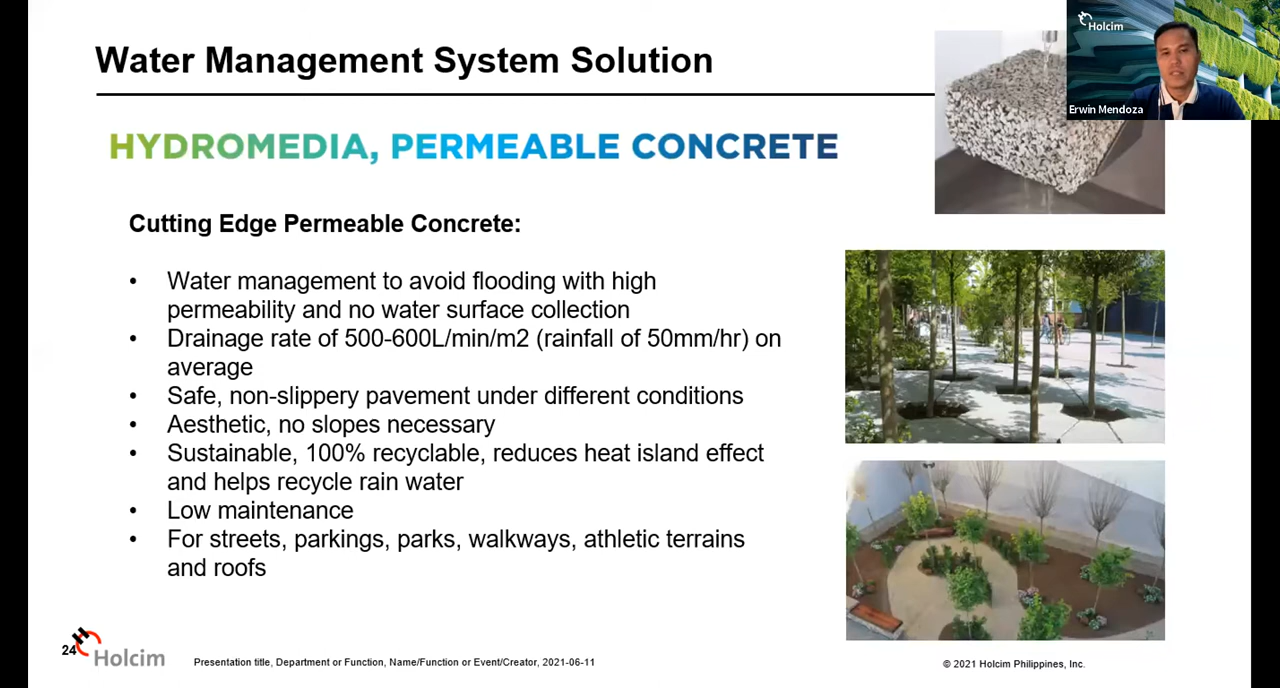 Water Management System Solution
Holcim
Erwin Mendoza
HYDROMEDIA, PERMEABLE CONCRETE
Cutting Edge Permeable Concrete:
• Water management to avoid flooding with high
permeability and no water surface collection
• Drainage rate of 500-600L/min/m2 (rainfall of 50mm/hr) on
average
• Safe, non-slippery pavement under different conditions
• Aesthetic, no slopes necessary
• Sustainable, 100% recyclable, reduces heat island effect
and helps recycle rain water
• Low maintenance
• For streets, parkings, parks, walkways, athletic terrains
and roofs
24
Holcim
Presentation title, Department or Function, Name/Function or Event/Creator, 2021-06-11
© 2021 Holcim Philippines, Inc.